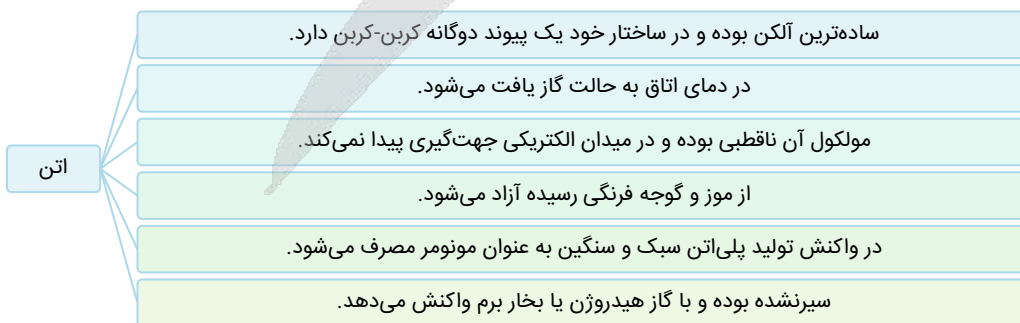 ساده‌ترین آلکن بوده و در ساختار خود یک پیوند دوگانه کربن-کربن دارد.
در دمای اتاق به حالت گاز یافت می‌شود.
مولکول آن ناقطبی بوده و در میدان الکتریکی جهت‌گیری پیدا نمی‌کند.
اتن
از موز و گوجه فرنگی رسیده آزاد می‌شود.
در واکنش تولید پلی‌اتن سبک و سنگین به عنوان مونومر مصرف می‌شود.
سیرنشده بوده و با گاز هیدروژن یا بخار برم واکنش می‌دهد.